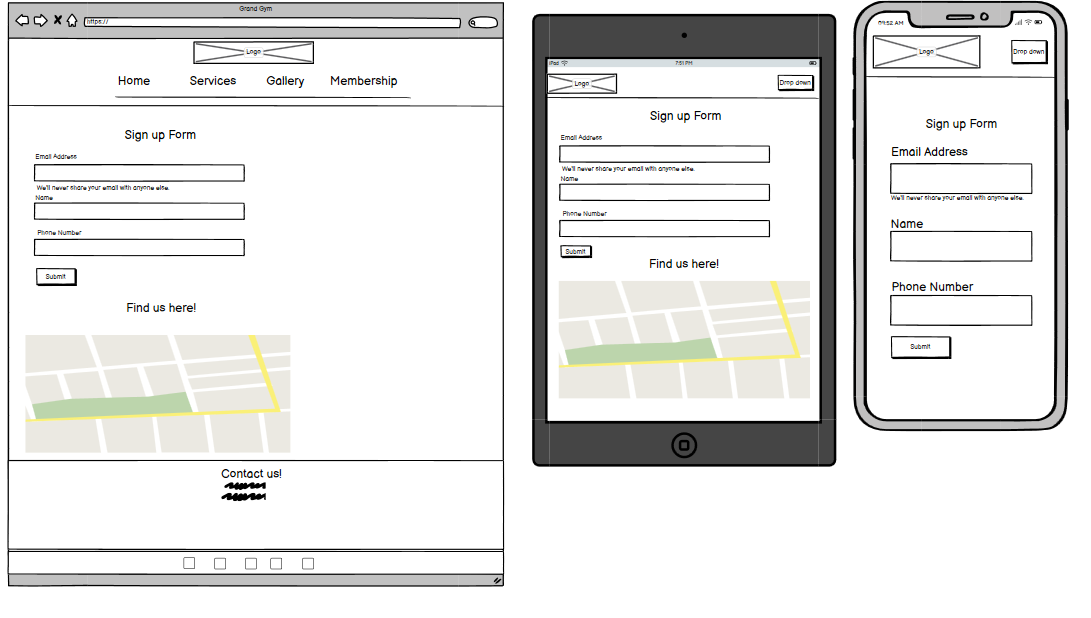 Grand Gym
https://
Logo
Home Services Gallery Membership
Sign up Form
Email Address
We'll never share your email with anyone else.
Name
Phone Number
Submit
Find us here!
Contact us!
iPad 7:51 PM
Logo
Drop down
Sign up Form
Email Address
We'll never share your email with anyone else.
Name
Phone Number
Submit
Find us here!
09:52 AM
Logo
Drop down
Sign up Form
Email Address
We'll never share your email with anyone else.
Name
Phone Number
Submit